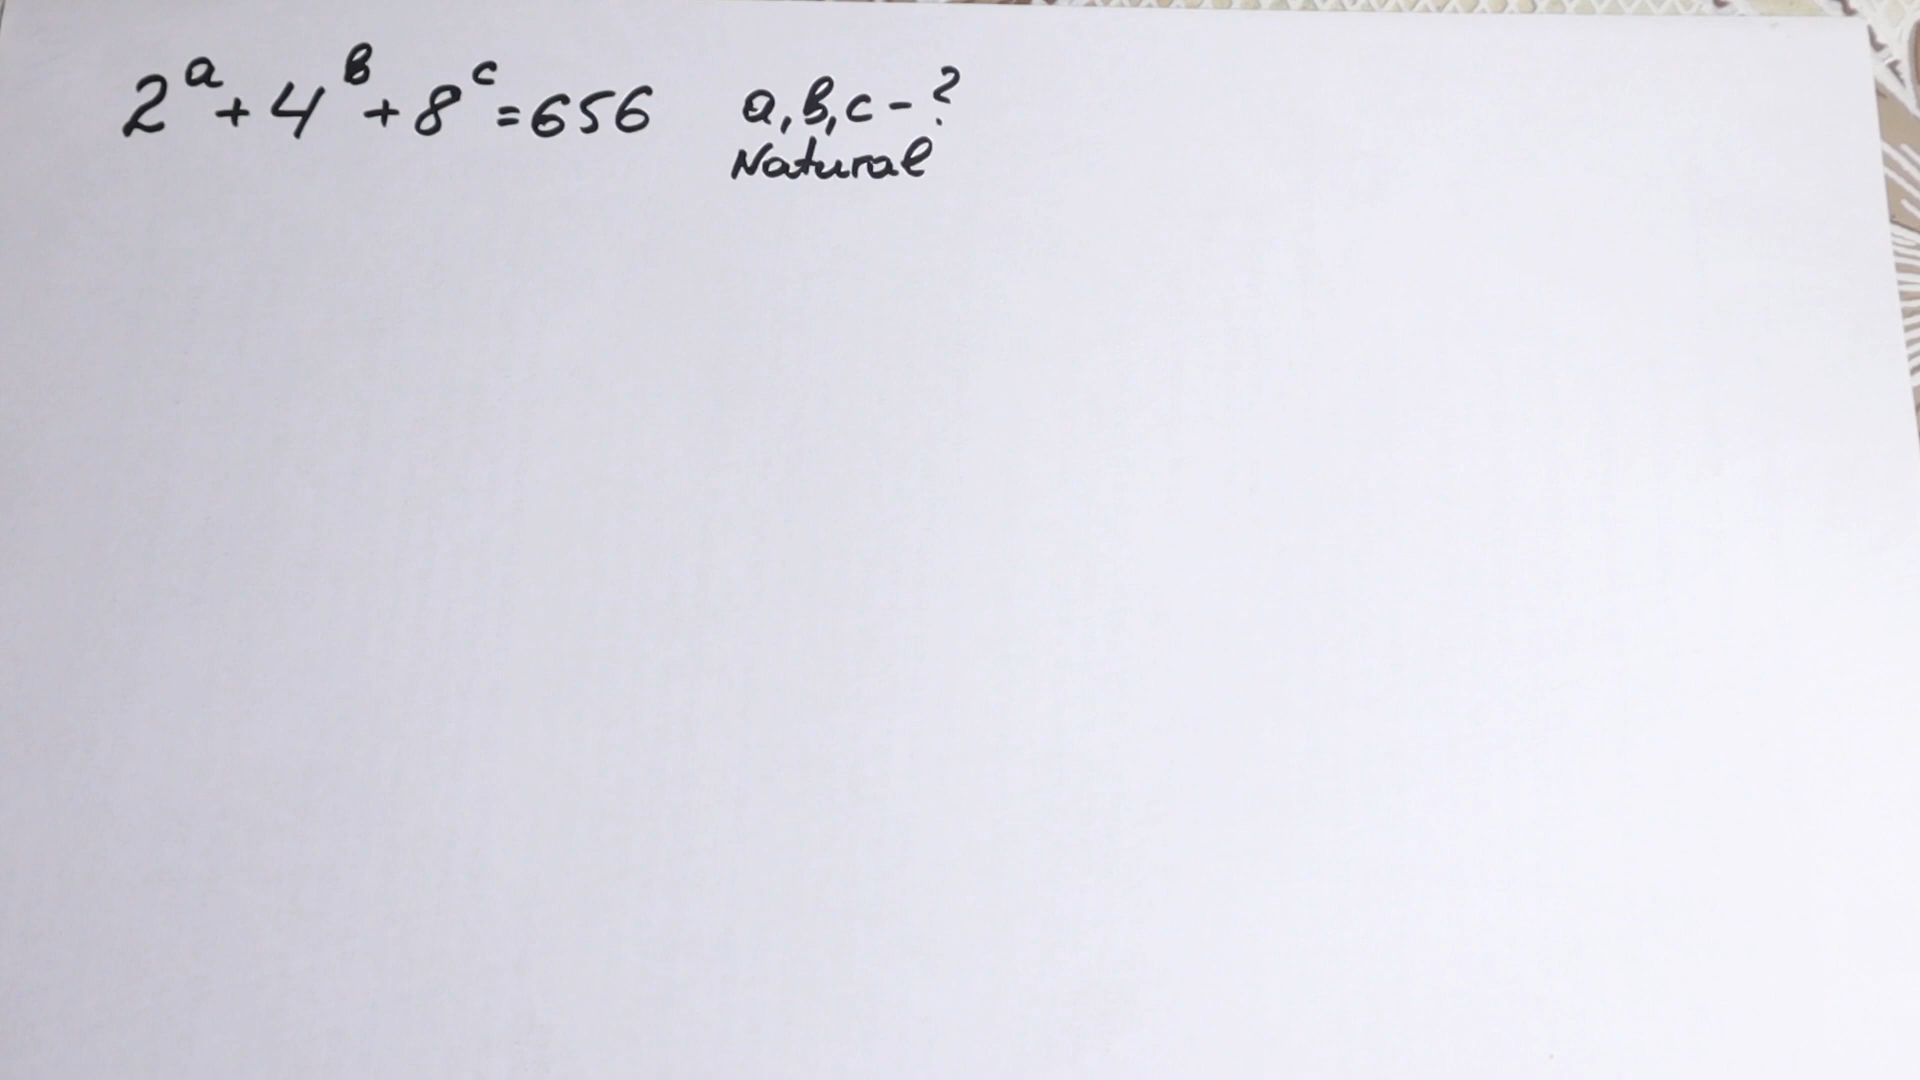 2^a + 4^b + 8^c = 656 a, b, c - ?
Natural